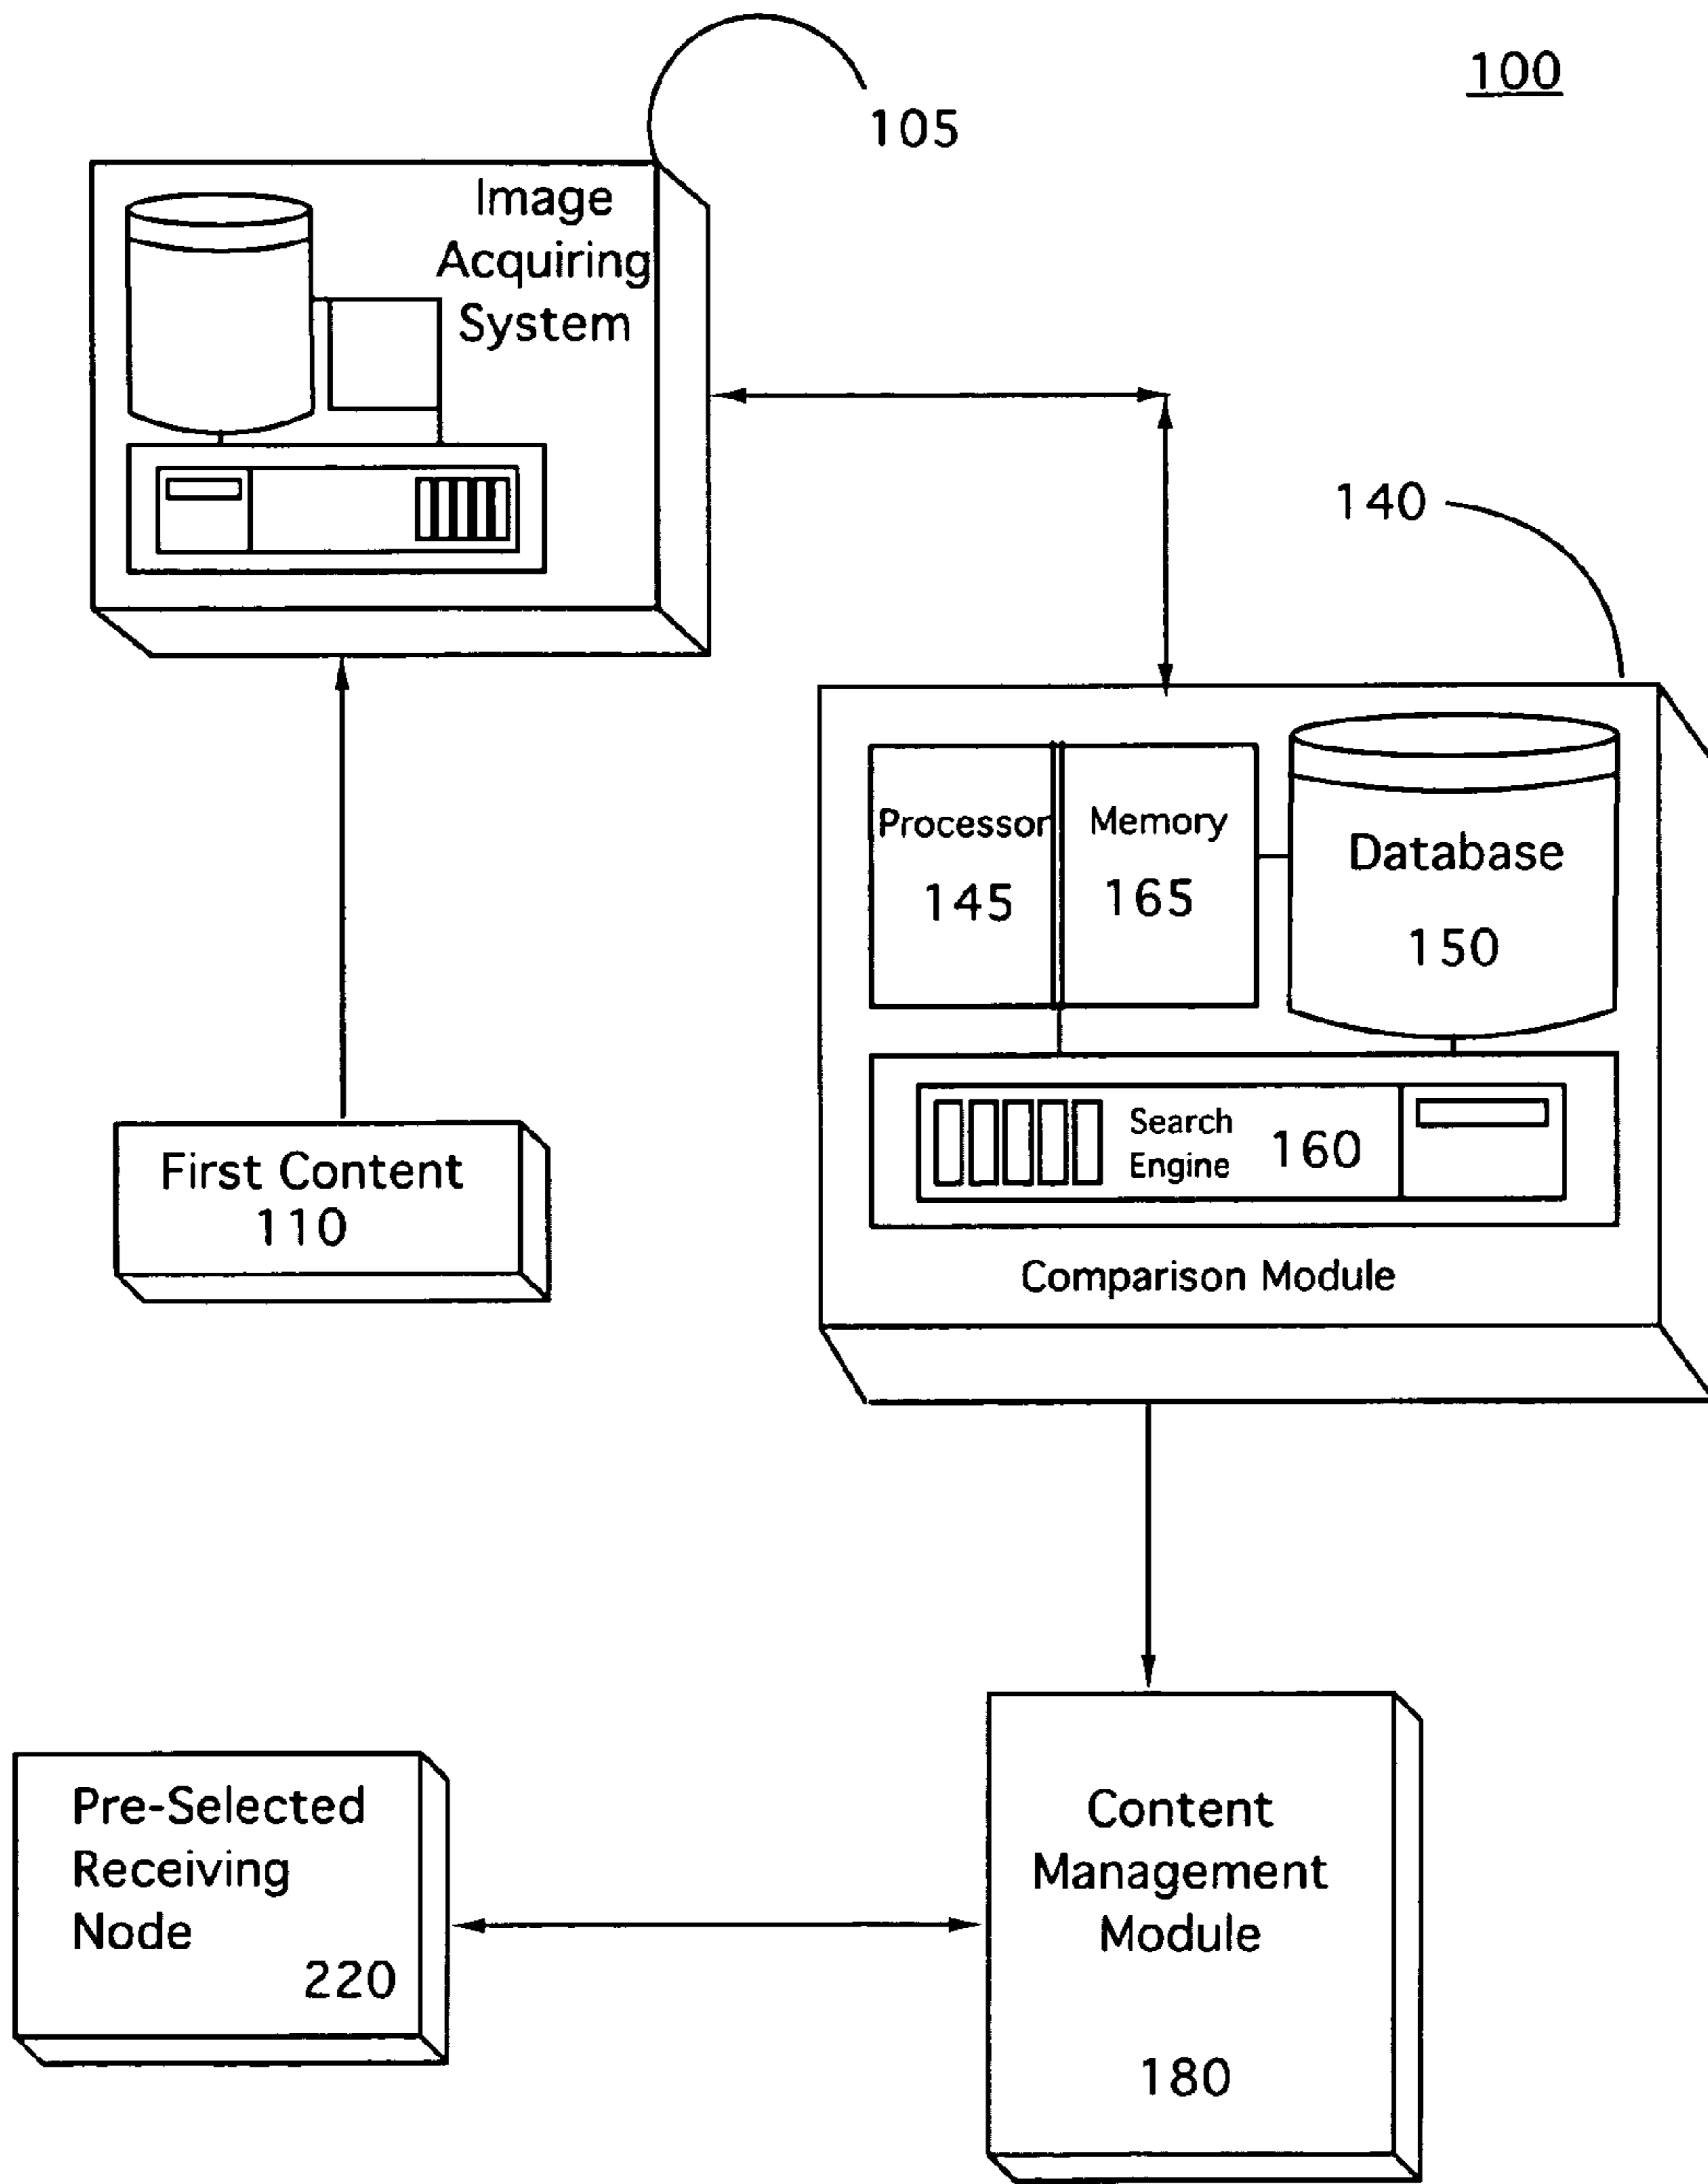 100
105
Image
Acquiring
System
140
Processor
145
Memory
165
Database
150
Search
Engine
160
Comparison Module
First Content
110
Pre-Selected
Receiving
Node
220
Content
Management
Module
180